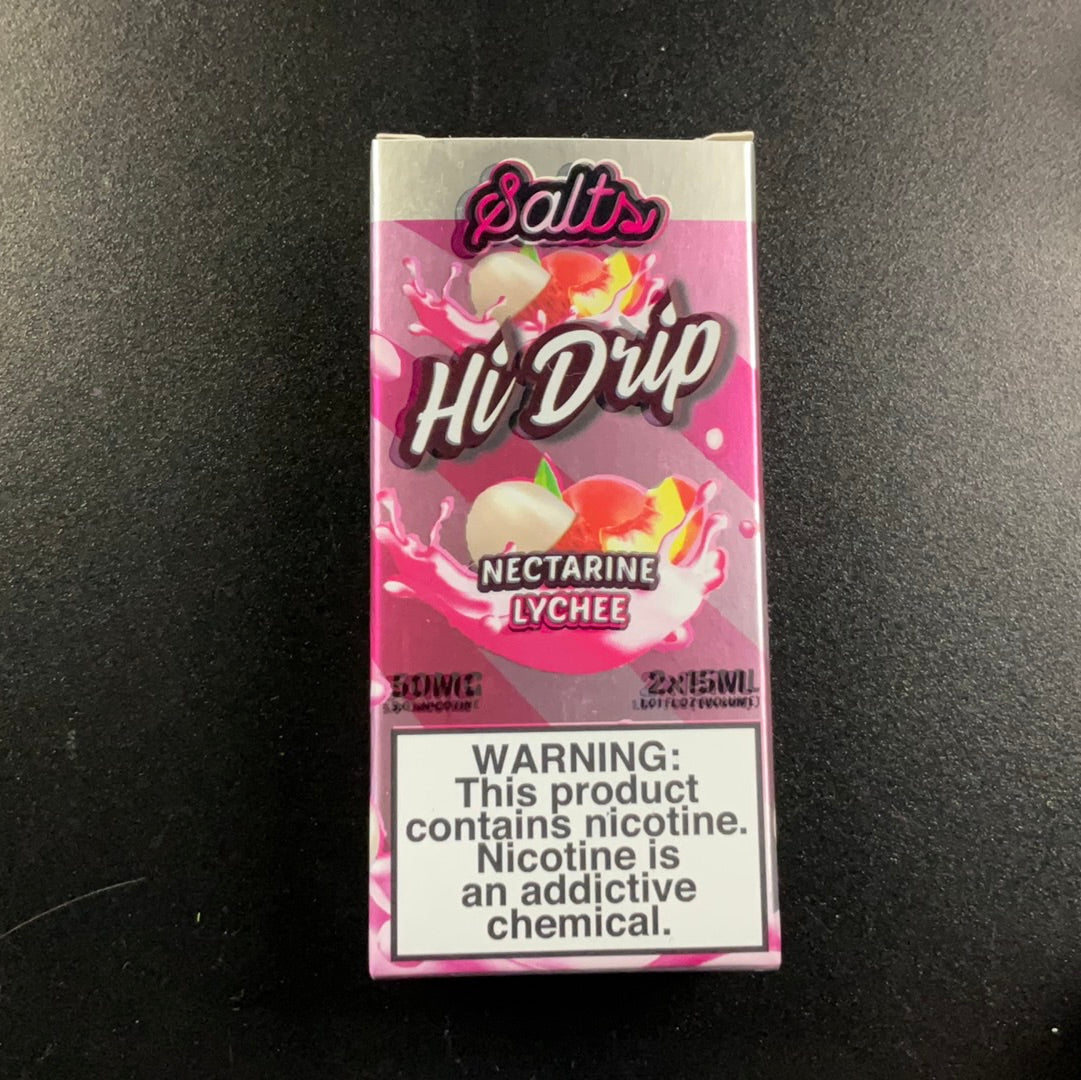 Salts
Hi Drip
NECTARINE
LYCHEE
50MG 2x15ML
WARNING:
This product
contains nicotine.
Nicotine is
an addictive
chemical.